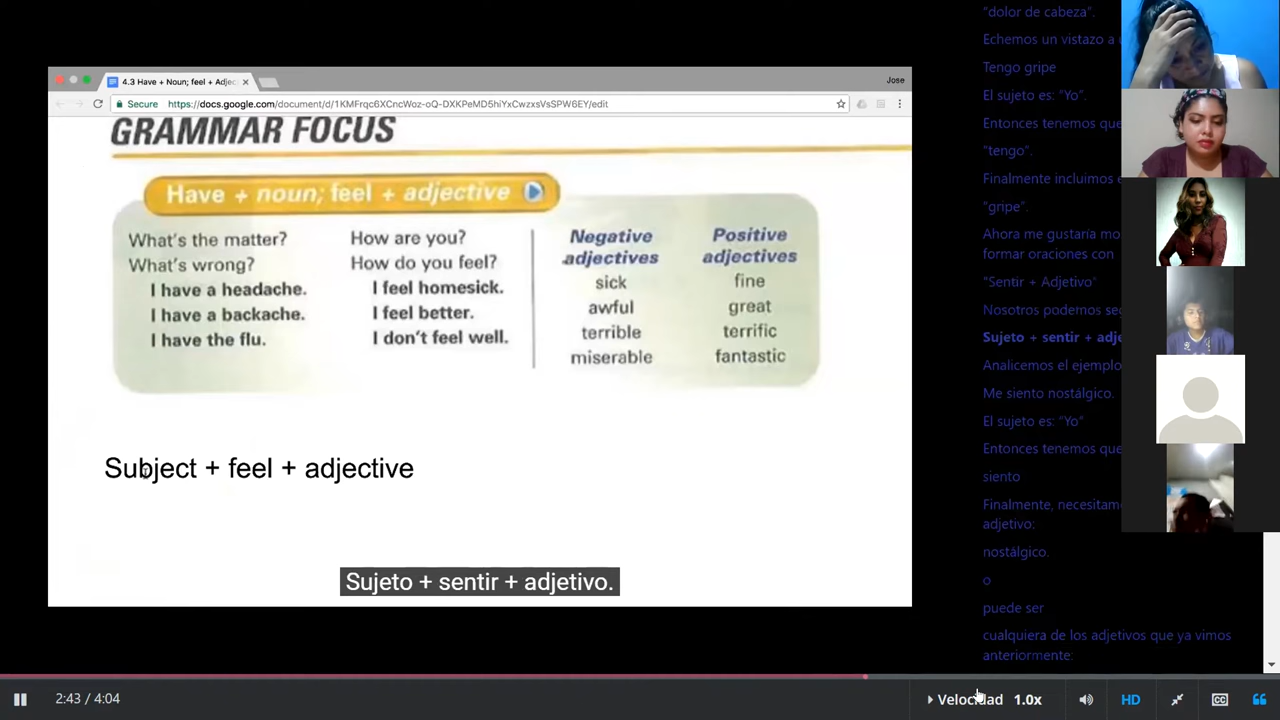 4.3 Have + Noun; feel + Adjec
Jose
Secure
https://docs.google.com/document/d/1KMFrqc6XCncWoz-oQ-DXKPeMD5hiYxCwzxsVsSPW6EY/edit
GRAMMAR FOCUS
Have + noun; feel + adjective
What's the matter?
What's wrong?
I have a headache.
I have a backache.
I have the flu.
How are you?
How do you feel?
I feel homesick.
I feel better.
I don't feel well.
Negative
adjectives
sick
awful
terrible
miserable
Positive
adjectives
fine
great
terrific
fantastic
Subject + feel + adjective
Sujeto + sentir + adjetivo.
"dolor de cabeza".
Echemos un vistazo a
Tengo gripe
El sujeto es: "Yo".
Entonces tenemos que
"tengo".
Finalmente incluimos
"gripe".
Ahora me gustaría
formar oraciones con
"Sentir + Adjetivo"
Nosotros podemos
Sujeto + sentir +
Analicemos el ejemplo
Me siento nostálgico.
El sujeto es: "Yo"
Entonces tenemos que
siento
Finalmente,
adjetivo:
nostálgico.
o
puede ser
cualquiera de los adjetivos que ya vimos
anteriormente:
2:43 / 4:04
Velocidad 1.0x
HD
CC